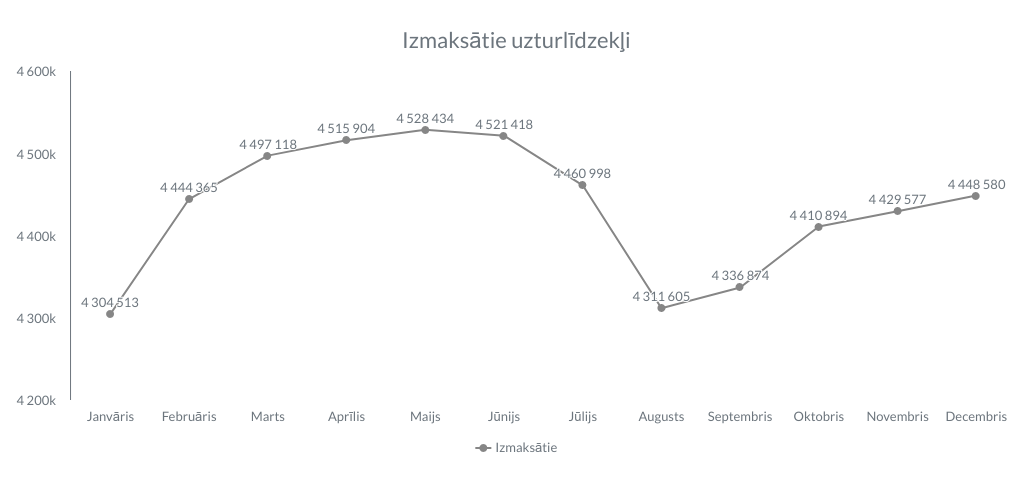 Izmaksātie uzturlīdzekļi
4 600k
4 500k
4 400k
4 300k
4 200k
4 304 513
4 444 365
4 497 118
4 515 904
4 528 434
4 521 418
4 460 998
4 311 605
4 336 874
4 410 894
4 429 577
4 448 580
Janvāris Februāris Marts Aprīlis Maijs Jūnijs Jūlijs Augusts Septembris Oktobris Novembris Decembris
Izmaksātie